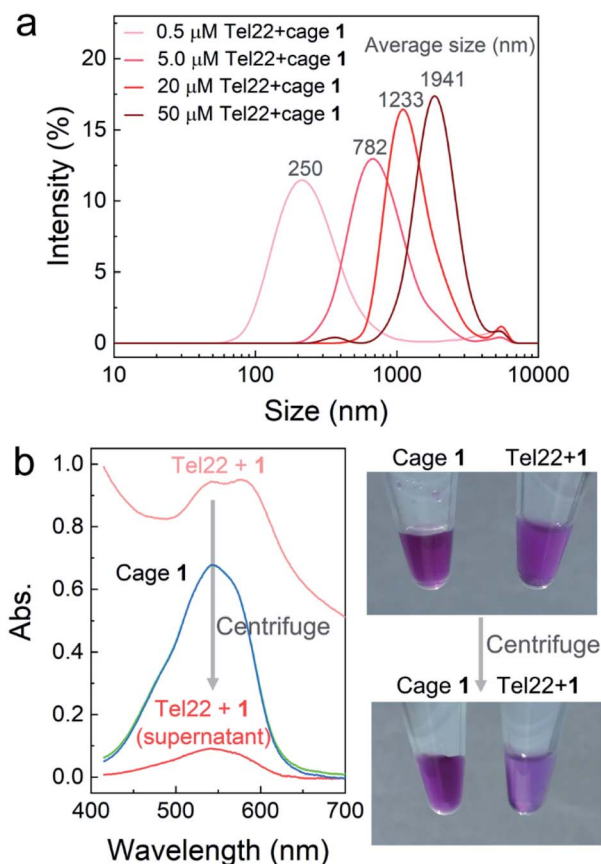 a
0.5 μM Tel22+cage 1
5.0 μM Tel22+cage 1
20 μM Tel22+cage 1
50 μM Tel22+cage 1
Average size (nm)
1941
1233
782
250
20
15
10
5
0
Intensity (%)
10 100 1000 10000
Size (nm)
b
Tel22 + 1
Cage 1
Centrifuge
Tel22 + 1
(supernatant)
1.0
0.8
0.6
0.4
0.2
0.0
Abs.
400 500 600 700
Wavelength (nm)
Cage 1 Tel22+1
Centrifuge
Cage 1 Tel22+1